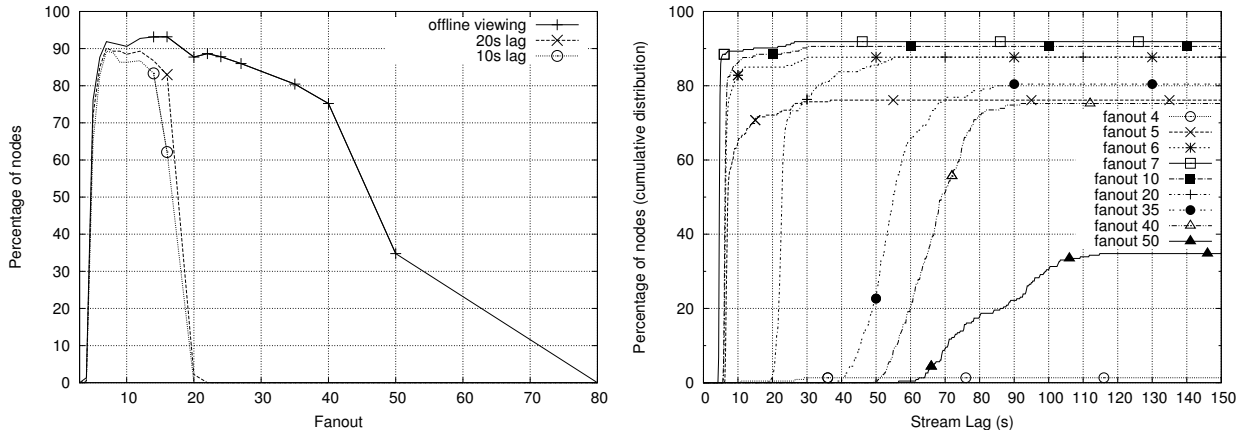 100
90
80
70
60
50
40
30
20
10
0
Percentage of nodes
offline viewing
20s lag
10s lag
10 20 30 40 50 60 70 80
Fanout
100
80
60
40
20
0
Percentage of nodes (cumulative distribution)
fanout 4
fanout 5
fanout 6
fanout 7
fanout 10
fanout 20
fanout 35
fanout 40
fanout 50
0 10 20 30 40 50 60 70 80 90 100 110 120 130 140 150
Stream Lag (s)